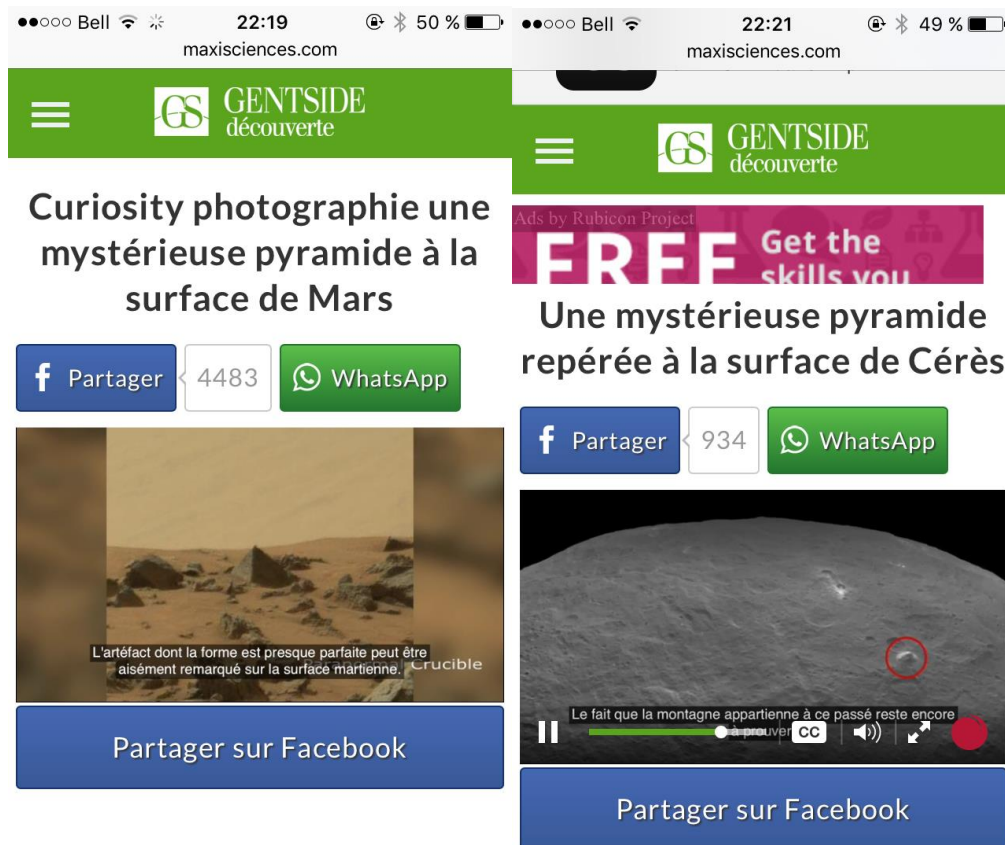 Bell 22:19 50 %
maxisciences.com
GS GENTSIDE
découverte
Curiosity photographie une
mystérieuse pyramide à la
surface de Mars
f Partager 4483 WhatsApp
L'artéfact dont la forme est presque parfaite peut être
aisément remarqué sur la surface martienne.
Paranormal Crucible
Partager sur Facebook
Bell 22:21 49 %
maxisciences.com
GS GENTSIDE
découverte
Ads by Rubicon Project
FREE Get the
skills you
Une mystérieuse pyramide
repérée à la surface de Cérès
f Partager 934 WhatsApp
Le fait que la montagne appartienne à ce passé reste encore
à prouver
CC
Partager sur Facebook